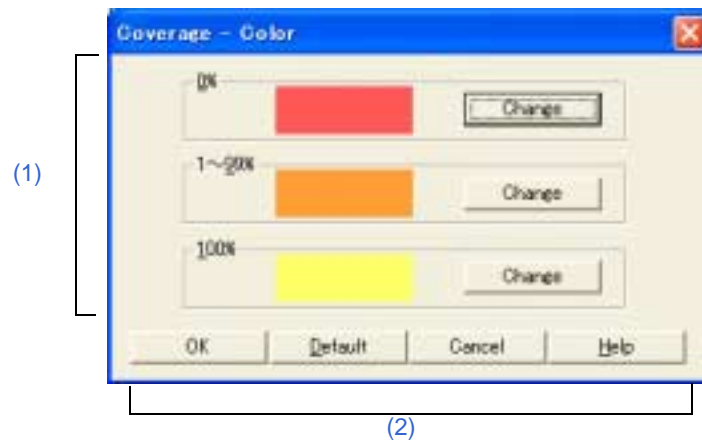 Coverage - Color
0%
Change
(1)
1～99%
Change
100%
Change
OK Default Cancel Help
(2)